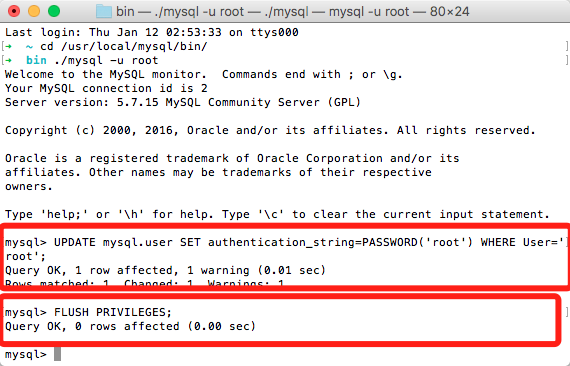 bin — ./mysql -u root — ./mysql — mysql -u root — 80×24
Last login: Thu Jan 12 02:53:33 on ttys000
[➜  ~ cd /usr/local/mysql/bin/ ]
[➜  bin ./mysql -u root ]
Welcome to the MySQL monitor.  Commands end with ; or \g.
Your MySQL connection id is 2
Server version: 5.7.15 MySQL Community Server (GPL)
Copyright (c) 2000, 2016, Oracle and/or its affiliates. All rights reserved.
Oracle is a registered trademark of Oracle Corporation and/or its
affiliates. Other names may be trademarks of their respective
owners.
Type 'help;' or '\h' for help. Type '\c' to clear the current input statement.
mysql> UPDATE mysql.user SET authentication_string=PASSWORD('root') WHERE User='
root';
Query OK, 1 row affected, 1 warning (0.01 sec)
Rows matched: 1  Changed: 1  Warnings: 1
mysql> FLUSH PRIVILEGES; ]
Query OK, 0 rows affected (0.00 sec)
mysql>